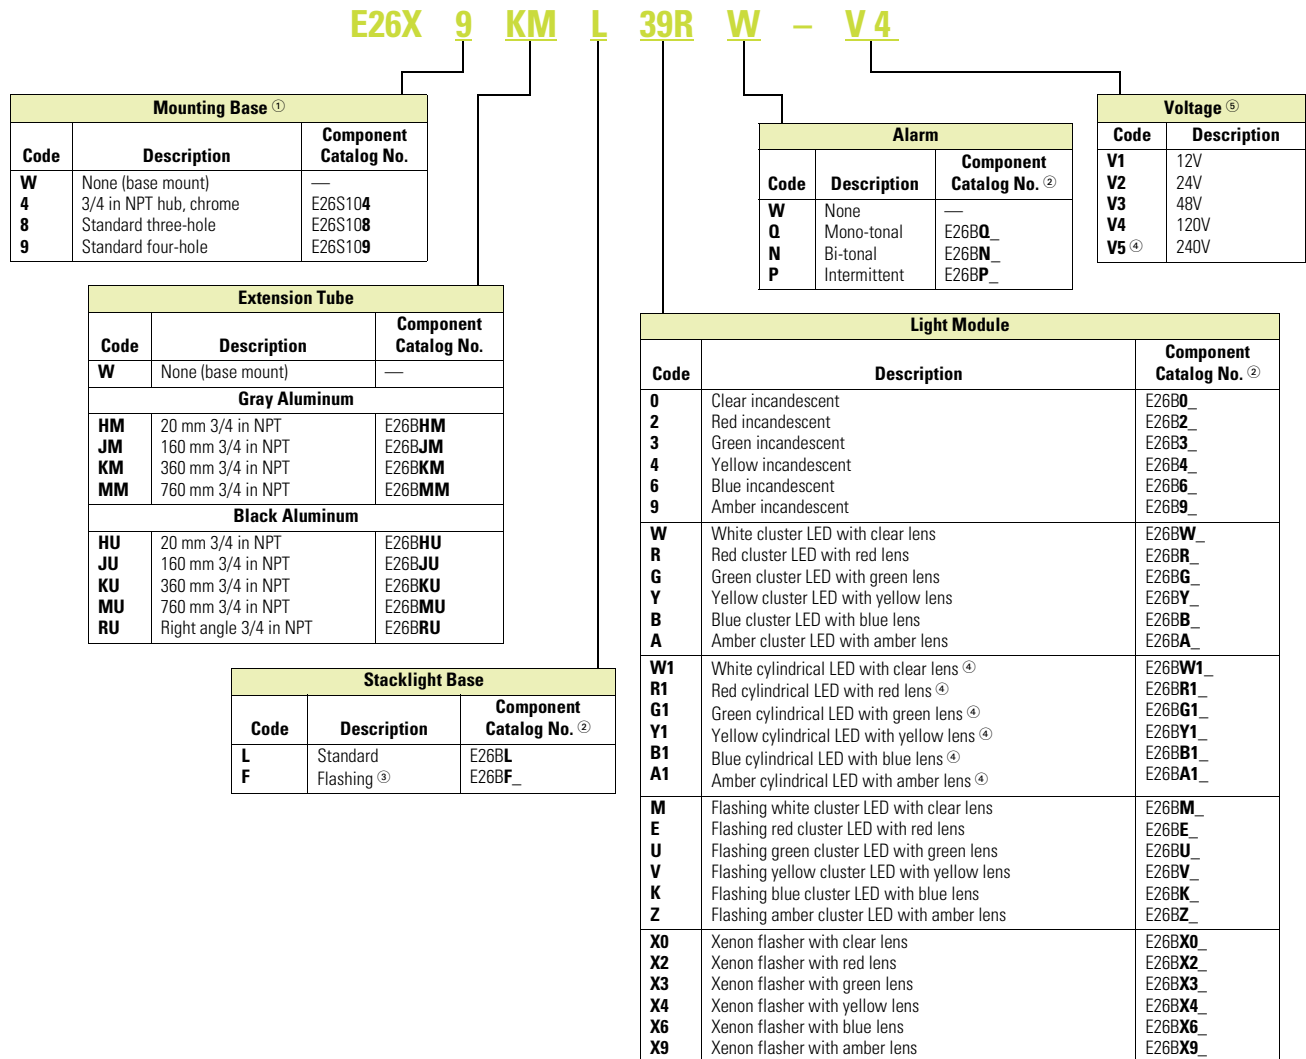 E26X 9 KM L 39R W – V 4
Mounting Base ①
Code Description Component Catalog No.
W None (base mount) —
4 3/4 in NPT hub, chrome E26S104
8 Standard three-hole E26S108
9 Standard four-hole E26S109
Extension Tube
Code Description Component Catalog No.
W None (base mount) —
Gray Aluminum
HM 20 mm 3/4 in NPT E26BHM
JM 160 mm 3/4 in NPT E26BJM
KM 360 mm 3/4 in NPT E26BKM
MM 760 mm 3/4 in NPT E26BMM
Black Aluminum
HU 20 mm 3/4 in NPT E26BHU
JU 160 mm 3/4 in NPT E26BJU
KU 360 mm 3/4 in NPT E26BKU
MU 760 mm 3/4 in NPT E26BMU
RU Right angle 3/4 in NPT E26BRU
Stacklight Base
Code Description Component Catalog No. ②
L Standard E26BL
F Flashing ③ E26BF_
Alarm
Code Description Component Catalog No. ②
W None —
Q Mono-tonal E26BQ_
N Bi-tonal E26BN_
P Intermittent E26BP_
Voltage ⑤
Code Description
V1 12V
V2 24V
V3 48V
V4 120V
V5 ④ 240V
Light Module
Code Description Component Catalog No. ②
0 Clear incandescent E26B0_
2 Red incandescent E26B2_
3 Green incandescent E26B3_
4 Yellow incandescent E26B4_
6 Blue incandescent E26B6_
9 Amber incandescent E26B9_
W White cluster LED with clear lens E26BW_
R Red cluster LED with red lens E26BR_
G Green cluster LED with green lens E26BG_
Y Yellow cluster LED with yellow lens E26BY_
B Blue cluster LED with blue lens E26BB_
A Amber cluster LED with amber lens E26BA_
W1 White cylindrical LED with clear lens ④ E26BW1_
R1 Red cylindrical LED with red lens ④ E26BR1_
G1 Green cylindrical LED with green lens ④ E26BG1_
Y1 Yellow cylindrical LED with yellow lens ④ E26BY1_
B1 Blue cylindrical LED with blue lens ④ E26BB1_
A1 Amber cylindrical LED with amber lens ④ E26BA1_
M Flashing white cluster LED with clear lens E26BM_
E Flashing red cluster LED with red lens E26BE_
U Flashing green cluster LED with green lens E26BU_
V Flashing yellow cluster LED with yellow lens E26BV_
K Flashing blue cluster LED with blue lens E26BK_
Z Flashing amber cluster LED with amber lens E26BZ_
X0 Xenon flasher with clear lens E26BX0_
X2 Xenon flasher with red lens E26BX2_
X3 Xenon flasher with green lens E26BX3_
X4 Xenon flasher with yellow lens E26BX4_
X6 Xenon flasher with blue lens E26BX6_
X9 Xenon flasher with amber lens E26BX9_